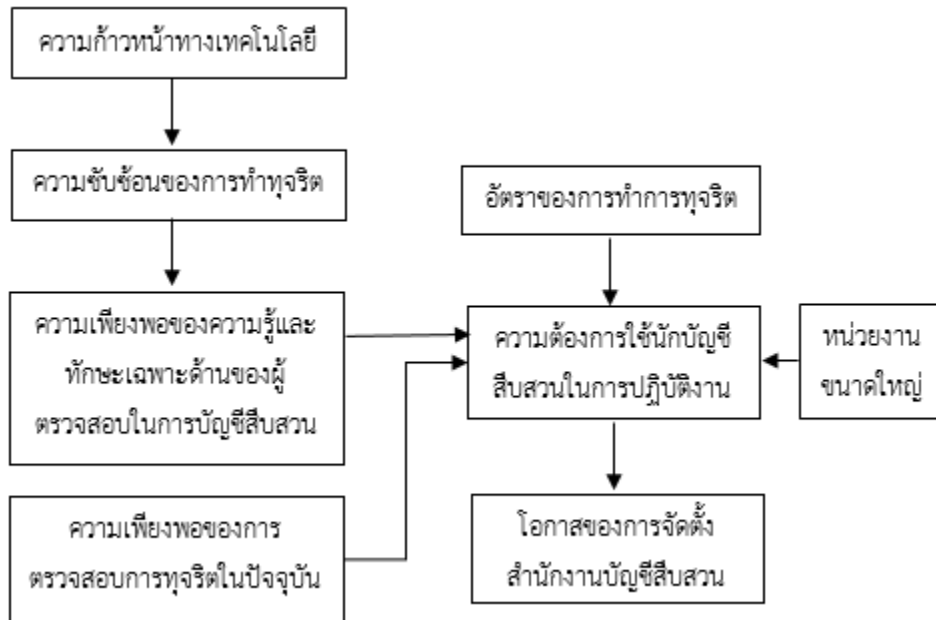 ความก้าวหน้าทางเทคโนโลยี
ความซับซ้อนของการทำทุจริต
อัตราของการทำการทุจริต
ความเพียงพอของความรู้และ
ทักษะเฉพาะด้านของผู้
ตรวจสอบในการบัญชีสืบสวน
ความต้องการใช้นักบัญชี
สืบสวนในการปฏิบัติงาน
หน่วยงาน
ขนาดใหญ่
ความเพียงพอของการ
ตรวจสอบการทุจริตในปัจจุบัน
โอกาสของการจัดตั้ง
สำนักงานบัญชีสืบสวน